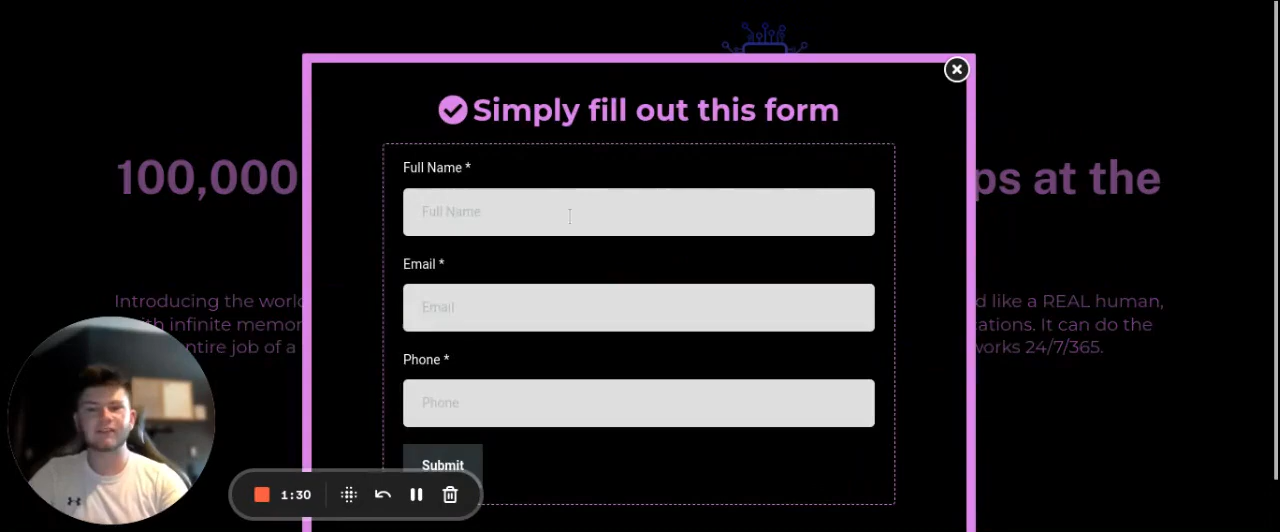 Simply fill out this form
100,000
ps at the
Full Name *
Full Name
Email *
Email
Introducing the world
d like a REAL human,
ith infinite memor
cations. It can do the
entire job of a
works 24/7/365.
Phone *
Phone
Submit
1:30